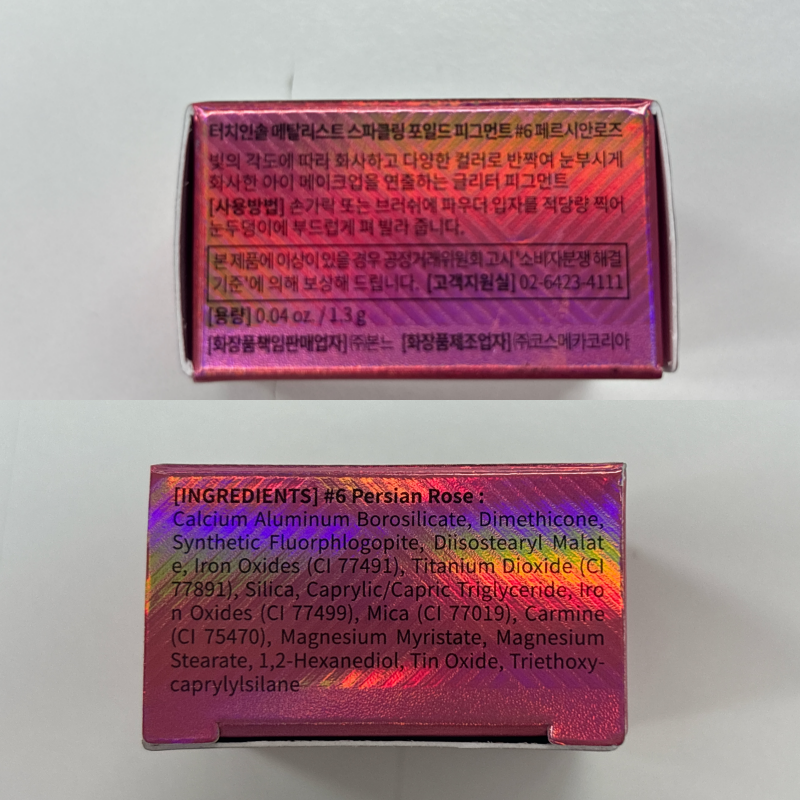 터치인솔 메탈리스트 스파클링 포일드 피그먼트 #6 페르시안로즈
빛의 각도에 따라 화사하고 다양한 컬러로 반짝여 눈부시게
화사한 아이 메이크업을 연출하는 글리터 피그먼트
[사용방법] 손가락 또는 브러쉬에 파우더 입자를 적당량 찍어
눈두덩이에 부드럽게 펴 발라 줍니다.
본 제품에 이상이 있을 경우 공정거래위원회 고시 '소비자분쟁 해결
기준'에 의해 보상해 드립니다. [고객지원실] 02-6423-4111
[용량] 0.04 oz. / 1.3 g
[화장품책임판매업자] ㈜본느 [화장품제조업자] ㈜코스메카코리아
[INGREDIENTS] #6 Persian Rose :
Calcium Aluminum Borosilicate, Dimethicone,
Synthetic Fluorphlogopite, Diisostearyl Malat
e, Iron Oxides (CI 77491), Titanium Dioxide (CI
77891), Silica, Caprylic/Capric Triglyceride, Iro
n Oxides (CI 77499), Mica (CI 77019), Carmine
(CI 75470), Magnesium Myristate, Magnesium
Stearate, 1,2-Hexanediol, Tin Oxide, Triethoxy-
caprylylsilane